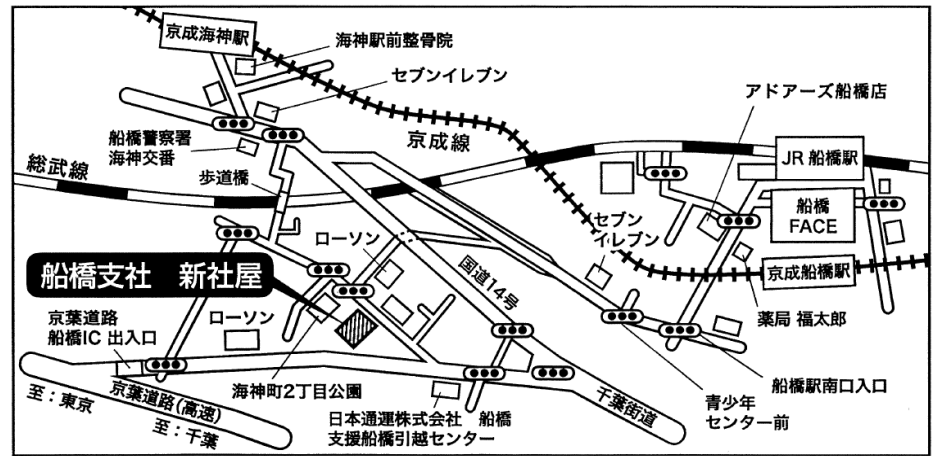 京成海神駅
海神駅前整骨院
セブンイレブン
アドアーズ船橋店
船橋警察署
海神交番
京成線
JR 船橋駅
総武線
歩道橋
船橋
FACE
セブン
イレブン
ローソン
国道14号
京成船橋駅
船橋支社 新社屋
薬局 福太郎
京葉道路
船橋IC 出入口
ローソン
海神町2丁目公園
船橋駅南口入口
京葉道路(高速)
至:東京
至:千葉
日本通運株式会社 船橋
支援船橋引越センター
千葉街道
青少年
センター前